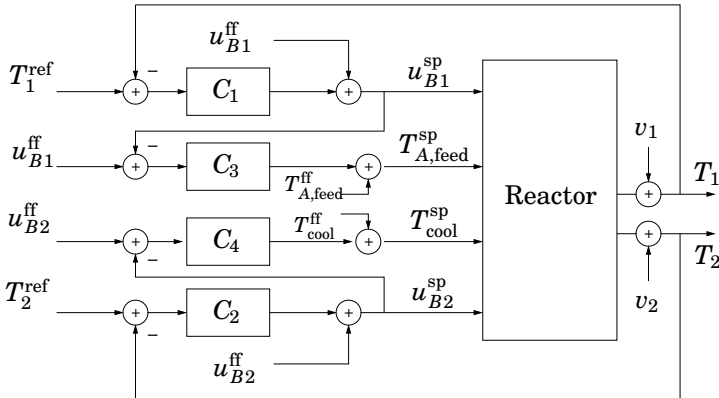 u_{B1}^{ff}
T_1^{ref} + − C_1 + u_{B1}^{sp}
u_{B1}^{ff} + − C_3 + T_{A,feed}^{sp}
T_{A,feed}^{ff}
v_1
Reactor + T_1
u_{B2}^{ff} + − C_4 T_{cool}^{ff} + T_{cool}^{sp}
+ T_2
v_2
T_2^{ref} + − C_2 + u_{B2}^{sp}
u_{B2}^{ff}